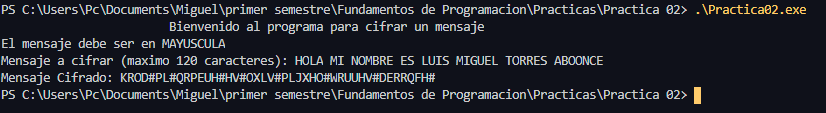 PS C:\Users\Pc\Documents\Miguel\primer semestre\Fundamentos de Programacion\Practicas\Practica 02> .\Practica02.exe
Bienvenido al programa para cifrar un mensaje
El mensaje debe ser en MAYUSCULA
Mensaje a cifrar (maximo 120 caracteres): HOLA MI NOMBRE ES LUIS MIGUEL TORRES ABOONCE
Mensaje Cifrado: KROD#PL#QRPEUH#HV#OXLV#PLJXHO#WRUUHV#DERRQFH#
PS C:\Users\Pc\Documents\Miguel\primer semestre\Fundamentos de Programacion\Practicas\Practica 02>